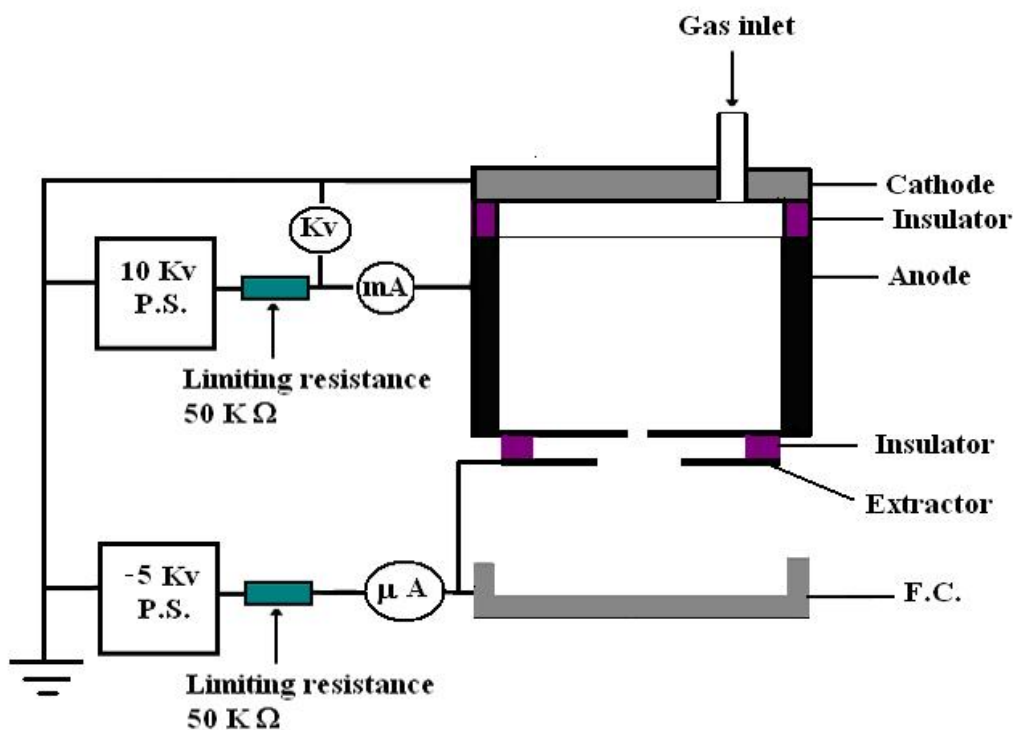 Gas inlet
Cathode
Insulator
Kv
10 Kv
P.S.
mA
Anode
Limiting resistance
50 K Ω
Insulator
Extractor
-5 Kv
P.S.
μ A
F.C.
Limiting resistance
50 K Ω